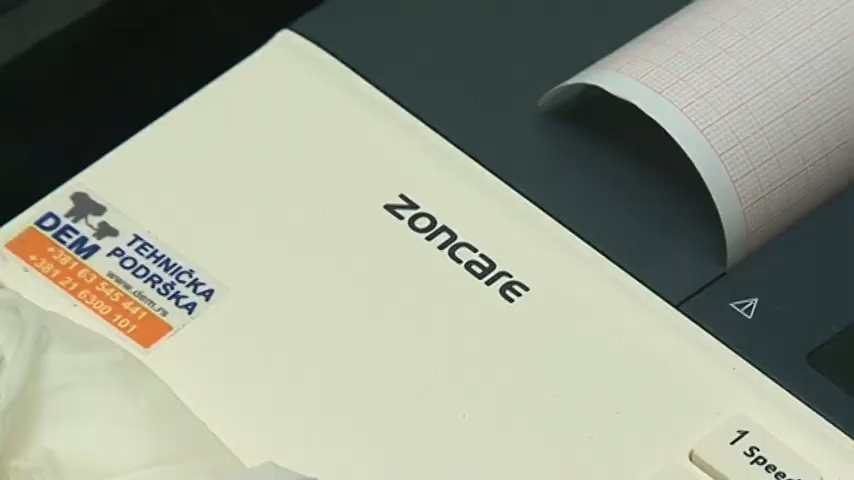 zoncare
DEM
TEHNIČKA
PODRŠKA
www.dem.rs
+381 63 545 441
+381 21 6300 101
1 Speed